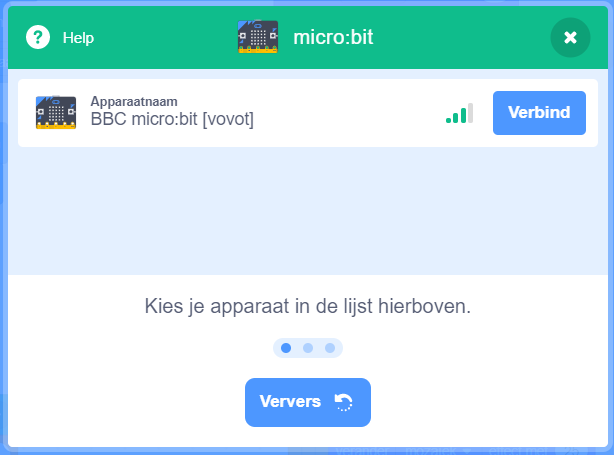 Help
micro:bit
Apparaatnaam
BBC micro:bit [vovot]
Verbind
Kies je apparaat in de lijst hierboven.
Ververs